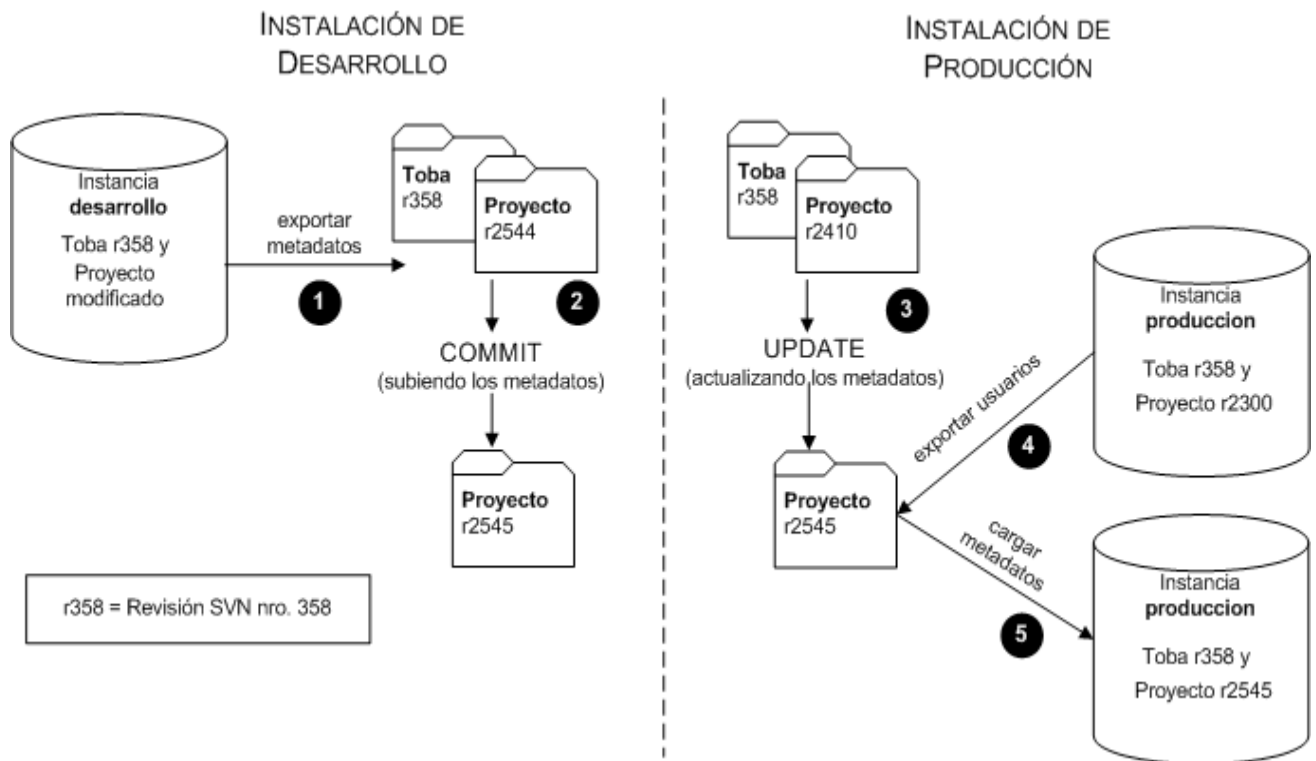 INSTALACIÓN DE
DESARROLLO
Instancia
desarrollo
Toba r358 y
Proyecto
modificado
exportar
metadatos
1
Toba
r358
Proyecto
r2544
2
COMMIT
(subiendo los metadatos)
Proyecto
r2545
r358 = Revisión SVN nro. 358
INSTALACIÓN DE
PRODUCCIÓN
Toba
r358
Proyecto
r2410
3
UPDATE
(actualizando los metadatos)
Proyecto
r2545
Instancia
produccion
Toba r358 y
Proyecto r2300
exportar usuarios
4
cargar
metadatos
5
Instancia
produccion
Toba r358 y
Proyecto r2545